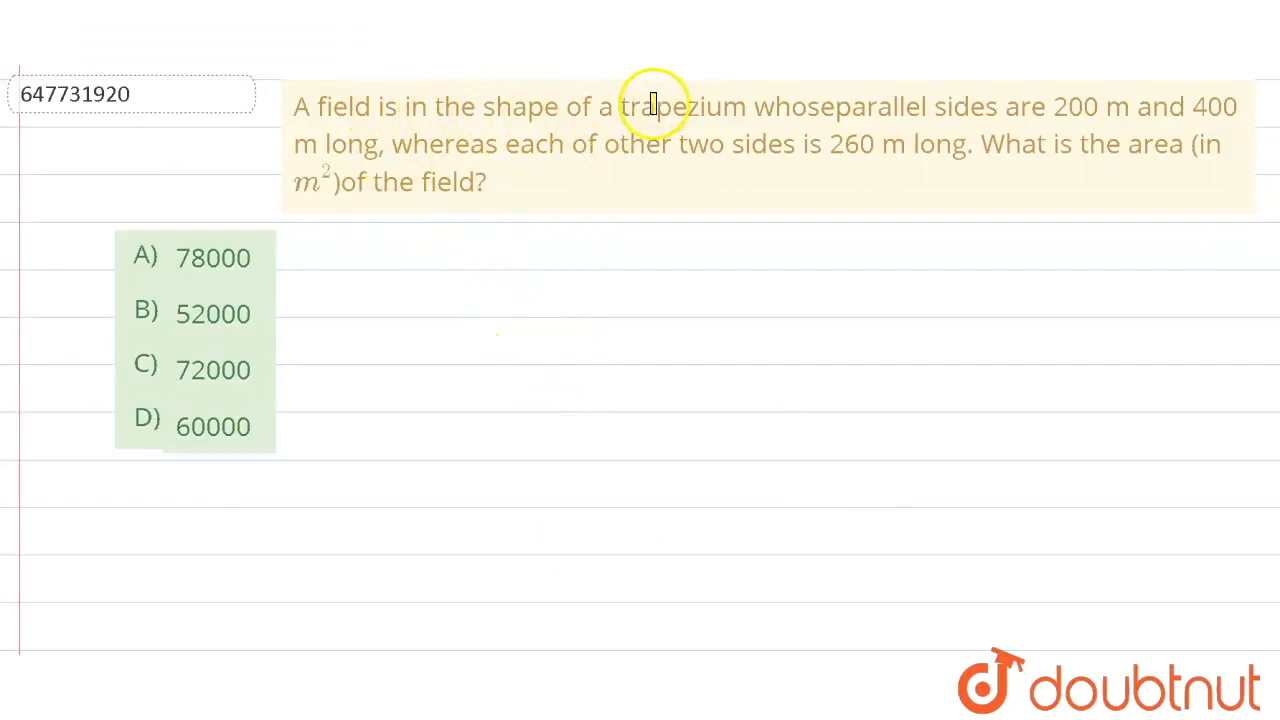 647731920
A field is in the shape of a trapezium whoseparallel sides are 200 m and 400
m long, whereas each of other two sides is 260 m long. What is the area (in
m²)of the field?
A) 78000
B) 52000
C) 72000
D) 60000
doubtnut